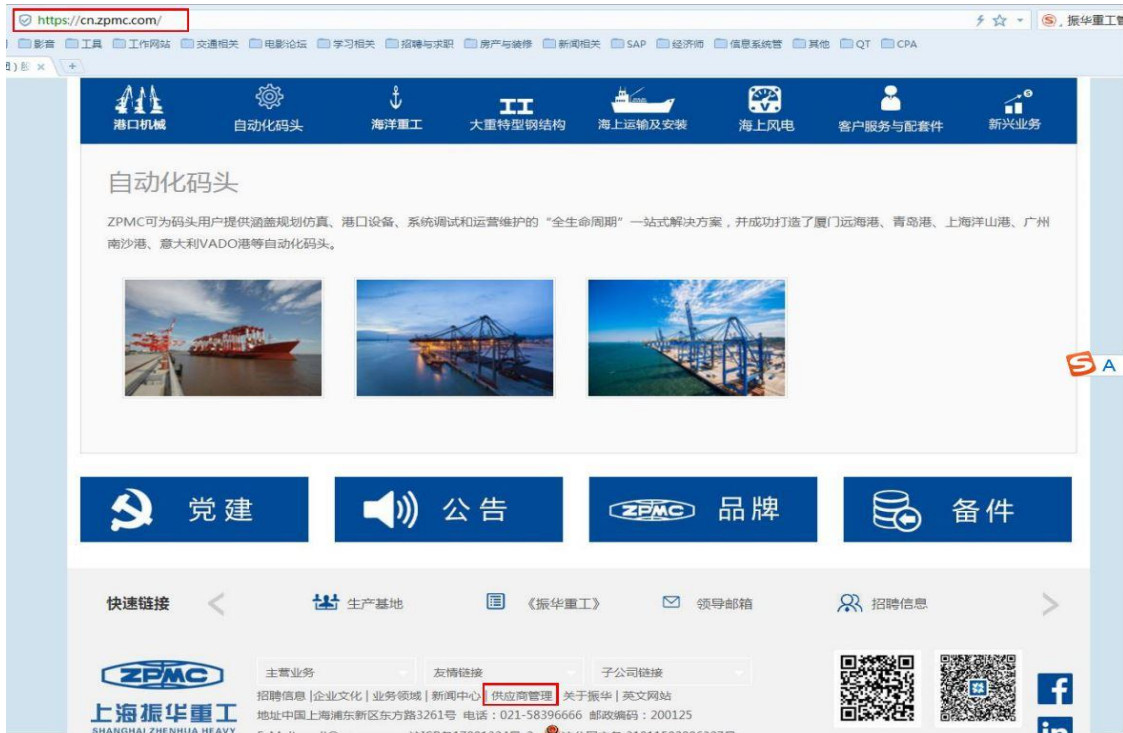 https://cn.zpmc.com/
振华重工
影音 工具 工作网站 交通相关 电影论坛 学习相关 招聘与求职 房产与装修 新闻相关 SAP 经济师 信息系统管 其他 QT CPA
港口机械 自动化码头 海洋重工 大重特型钢结构 海上运输及安装 海上风电 客户服务与配套件 新兴业务
自动化码头
ZPMC可为码头用户提供涵盖规划仿真、港口设备、系统调试和运营维护的“全生命周期”一站式解决方案，并成功打造了厦门远海港、青岛港、上海洋山港、广州
南沙港、意大利VADO港等自动化码头。
A
党建 公告 ZPMC 品牌 备件
快速链接 生产基地 《振华重工》 领导邮箱 招聘信息
ZPMC
主营业务 友情链接 子公司链接
招聘信息|企业文化|业务领域|新闻中心|供应商管理|关于振华|英文网站
上海振华重工
地址中国上海浦东新区东方路3261号 电话：021-58396666 邮政编码：200125
SHANGHAI ZHENHUA HEAVY